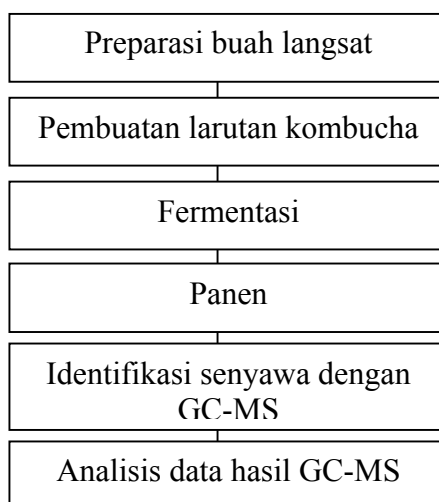 Preparasi buah langsat
Pembuatan larutan kombucha
Fermentasi
Panen
Identifikasi senyawa dengan
GC-MS
Analisis data hasil GC-MS